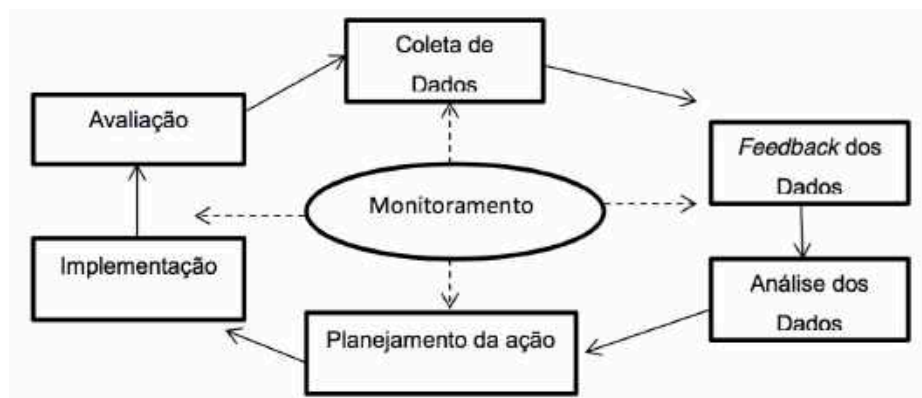 Coleta de
Dados
Avaliação
Feedback dos
Dados
Monitoramento
Implementação
Análise dos
Dados
Planejamento da ação